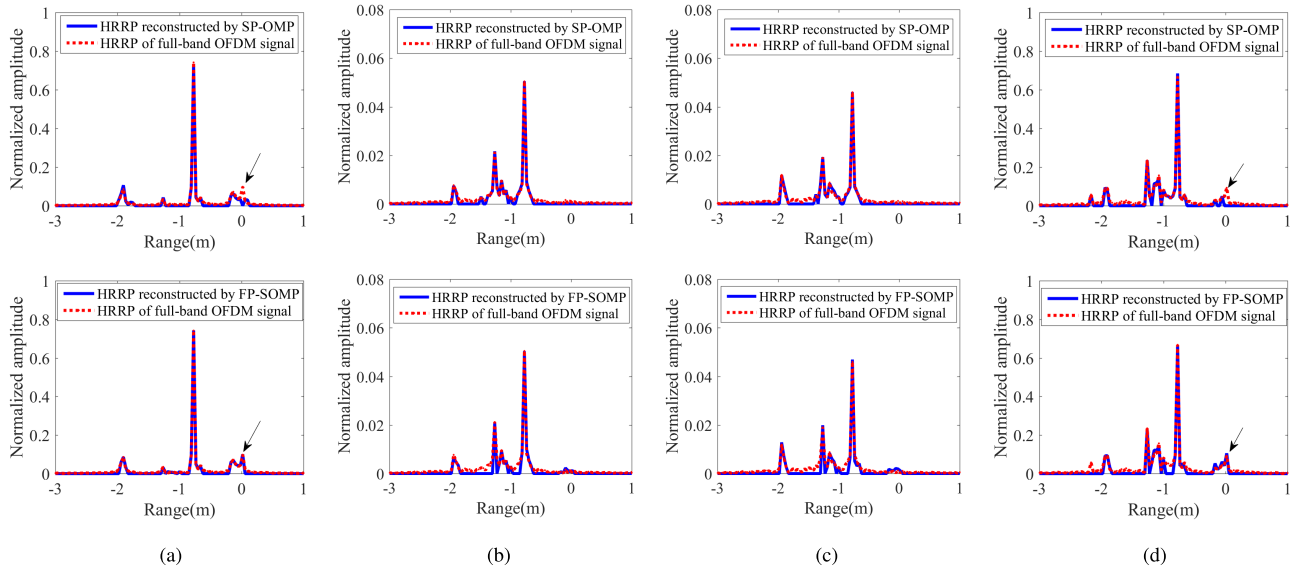 HRRP reconstructed by SP-OMP
HRRP of full-band OFDM signal
Normalized amplitude
1
0.8
0.6
0.4
0.2
0
-3
-2
-1
0
1
Range(m)
HRRP reconstructed by SP-OMP
HRRP of full-band OFDM signal
Normalized amplitude
0.08
0.06
0.04
0.02
0
-3
-2
-1
0
1
Range(m)
HRRP reconstructed by SP-OMP
HRRP of full-band OFDM signal
Normalized amplitude
0.08
0.06
0.04
0.02
0
-3
-2
-1
0
1
Range(m)
HRRP reconstructed by SP-OMP
HRRP of full-band OFDM signal
Normalized amplitude
1
0.8
0.6
0.4
0.2
0
-3
-2
-1
0
1
Range(m)
HRRP reconstructed by FP-SOMP
HRRP of full-band OFDM signal
Normalized amplitude
1
0.8
0.6
0.4
0.2
0
-3
-2
-1
0
1
Range(m)
HRRP reconstructed by FP-SOMP
HRRP of full-band OFDM signal
Normalized amplitude
0.08
0.06
0.04
0.02
0
-3
-2
-1
0
1
Range(m)
HRRP reconstructed by FP-SOMP
HRRP of full-band OFDM signal
Normalized amplitude
0.08
0.06
0.04
0.02
0
-3
-2
-1
0
1
Range(m)
HRRP reconstructed by FP-SOMP
HRRP of full-band OFDM signal
Normalized amplitude
1
0.8
0.6
0.4
0.2
0
-3
-2
-1
0
1
Range(m)
(a)
(b)
(c)
(d)